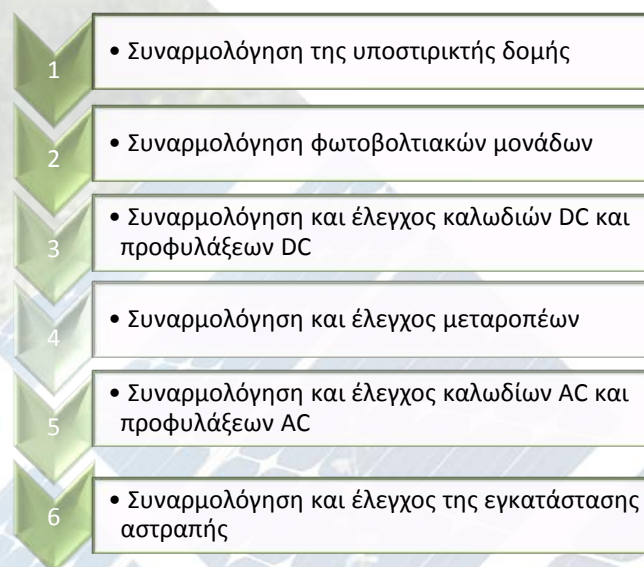 1
• Συναρμολόγηση της υποστιρικτής δομής
2
• Συναρμολόγηση φωτοβολτιακών μονάδων
3
• Συναρμολόγηση και έλεγχος καλωδιών DC και
προφυλάξεων DC
4
• Συναρμολόγηση και έλεγχος μεταροπέων
5
• Συναρμολόγηση και έλεγχος καλωδίων AC και
προφυλάξεων AC
6
• Συναρμολόγηση και έλεγχος της εγκατάστασης
αστραπής